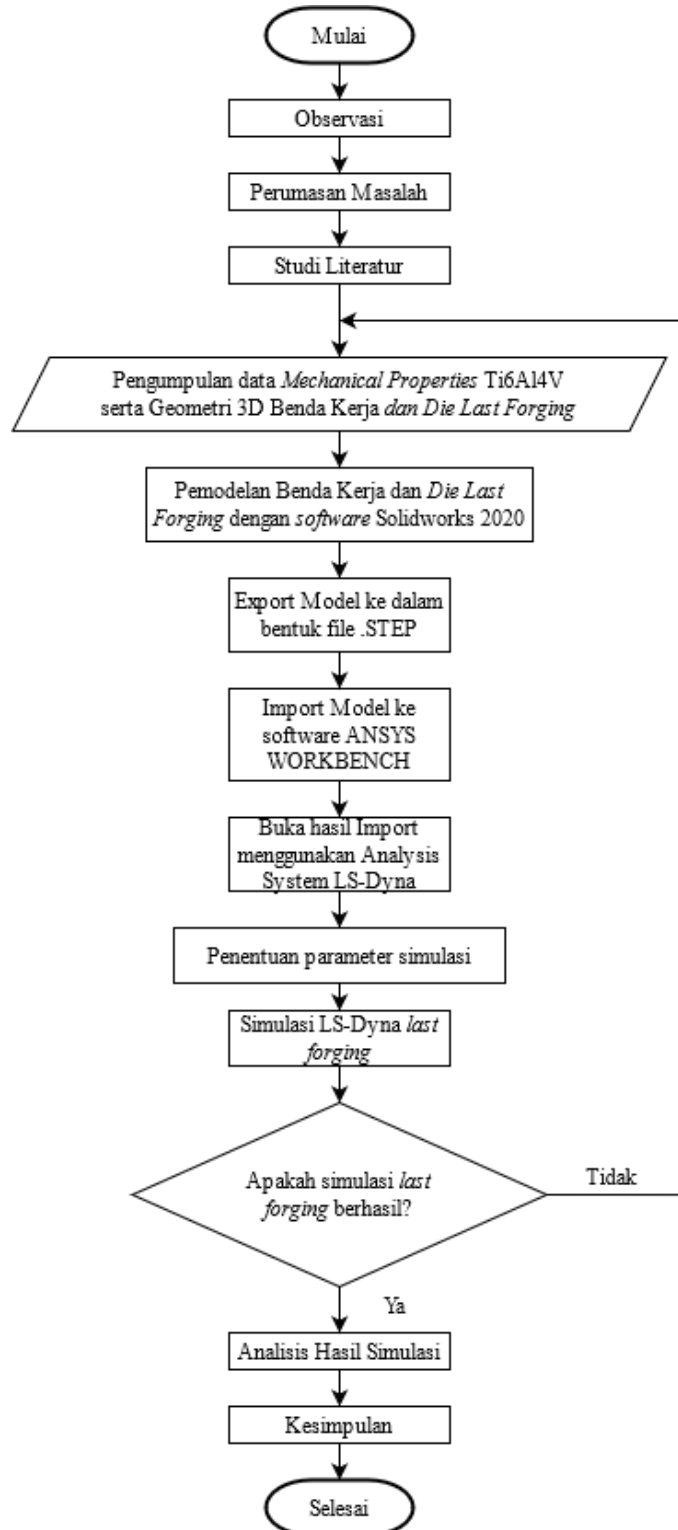 Mulai
Observasi
Perumasan Masalah
Studi Literatur
Pengumpulan data Mechanical Properties Ti6Al4V
serta Geometri 3D Benda Kerja dan Die Last Forging
Pemodelan Benda Kerja dan Die Last
Forging dengan software Solidworks 2020
Export Model ke dalam
bentuk file .STEP
Import Model ke
software ANSYS
WORKBENCH
Buka hasil Import
menggunakan Analysis
System LS-Dyna
Penentuan parameter simulasi
Simulasi LS-Dyna last
forging
Apakah simulasi last
forging berhasil?
Tidak
Ya
Analisis Hasil Simulasi
Kesimpulan
Selesai